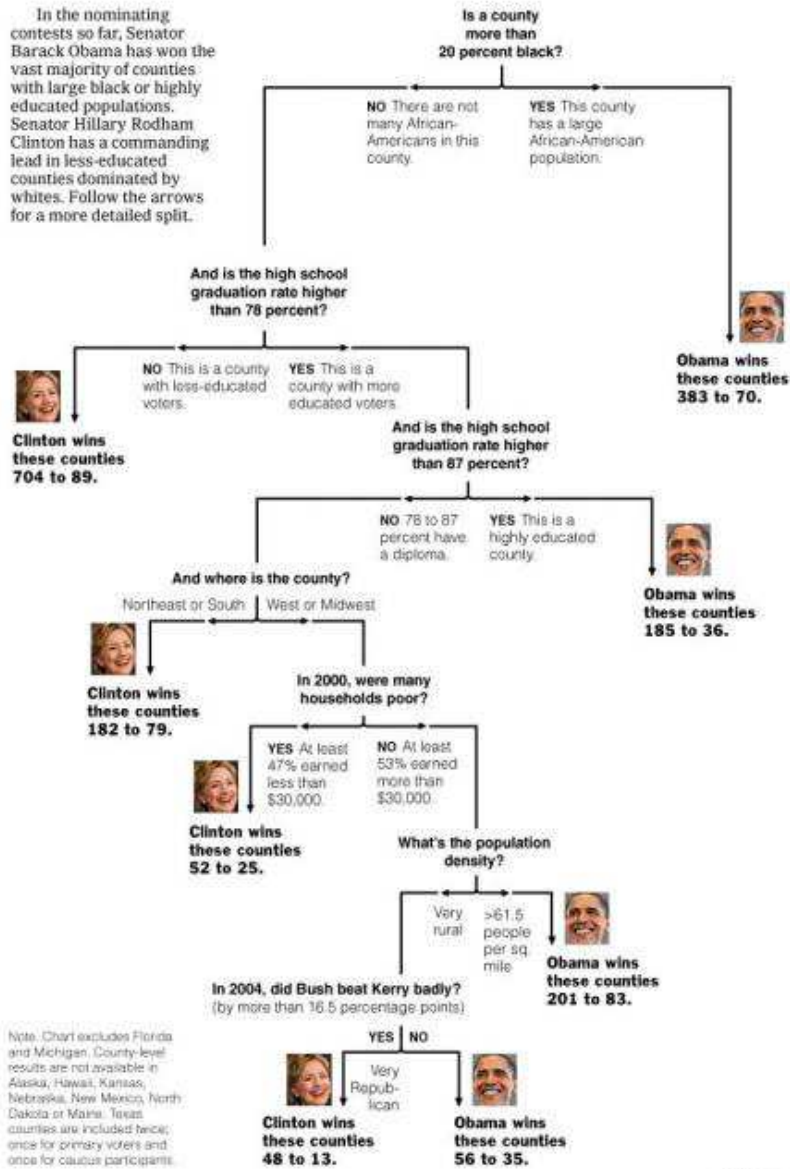 In the nominating
contests so far, Senator
Barack Obama has won the
vast majority of counties
with large black or highly
educated populations.
Senator Hillary Rodham
Clinton has a commanding
lead in less-educated
counties dominated by
whites. Follow the arrows
for a more detailed split.
Is a county
more than
20 percent black?
NO There are not
many African-
Americans in this
county.
YES This county
has a large
African-American
population.
And is the high school
graduation rate higher
than 78 percent?
Obama wins
these counties
383 to 70.
NO This is a county
with less-educated
voters.
YES This is a
county with more
educated voters.
Clinton wins
these counties
704 to 89.
And is the high school
graduation rate higher
than 87 percent?
NO 78 to 87
percent have
a diploma.
YES This is a
highly educated
county.
Obama wins
these counties
185 to 36.
And where is the county?
Northeast or South
West or Midwest
Clinton wins
these counties
182 to 79.
In 2000, were many
households poor?
YES At least
47% earned
less than
$30,000.
NO At least
53% earned
more than
$30,000.
Clinton wins
these counties
52 to 25.
What's the population
density?
Very
rural
>61.5
people
per sq.
mile
Obama wins
these counties
201 to 83.
In 2004, did Bush beat Kerry badly?
(by more than 16.5 percentage points)
YES
NO
Very
Repub-
lican
Clinton wins
these counties
48 to 13.
Obama wins
these counties
56 to 35.
Note: Chart excludes Florida
and Michigan. County-level
results are not available in
Alaska, Hawaii, Kansas,
Nebraska, New Mexico, North
Dakota or Maine. Texas
counties are included twice;
once for primary voters and
once for caucus participants.